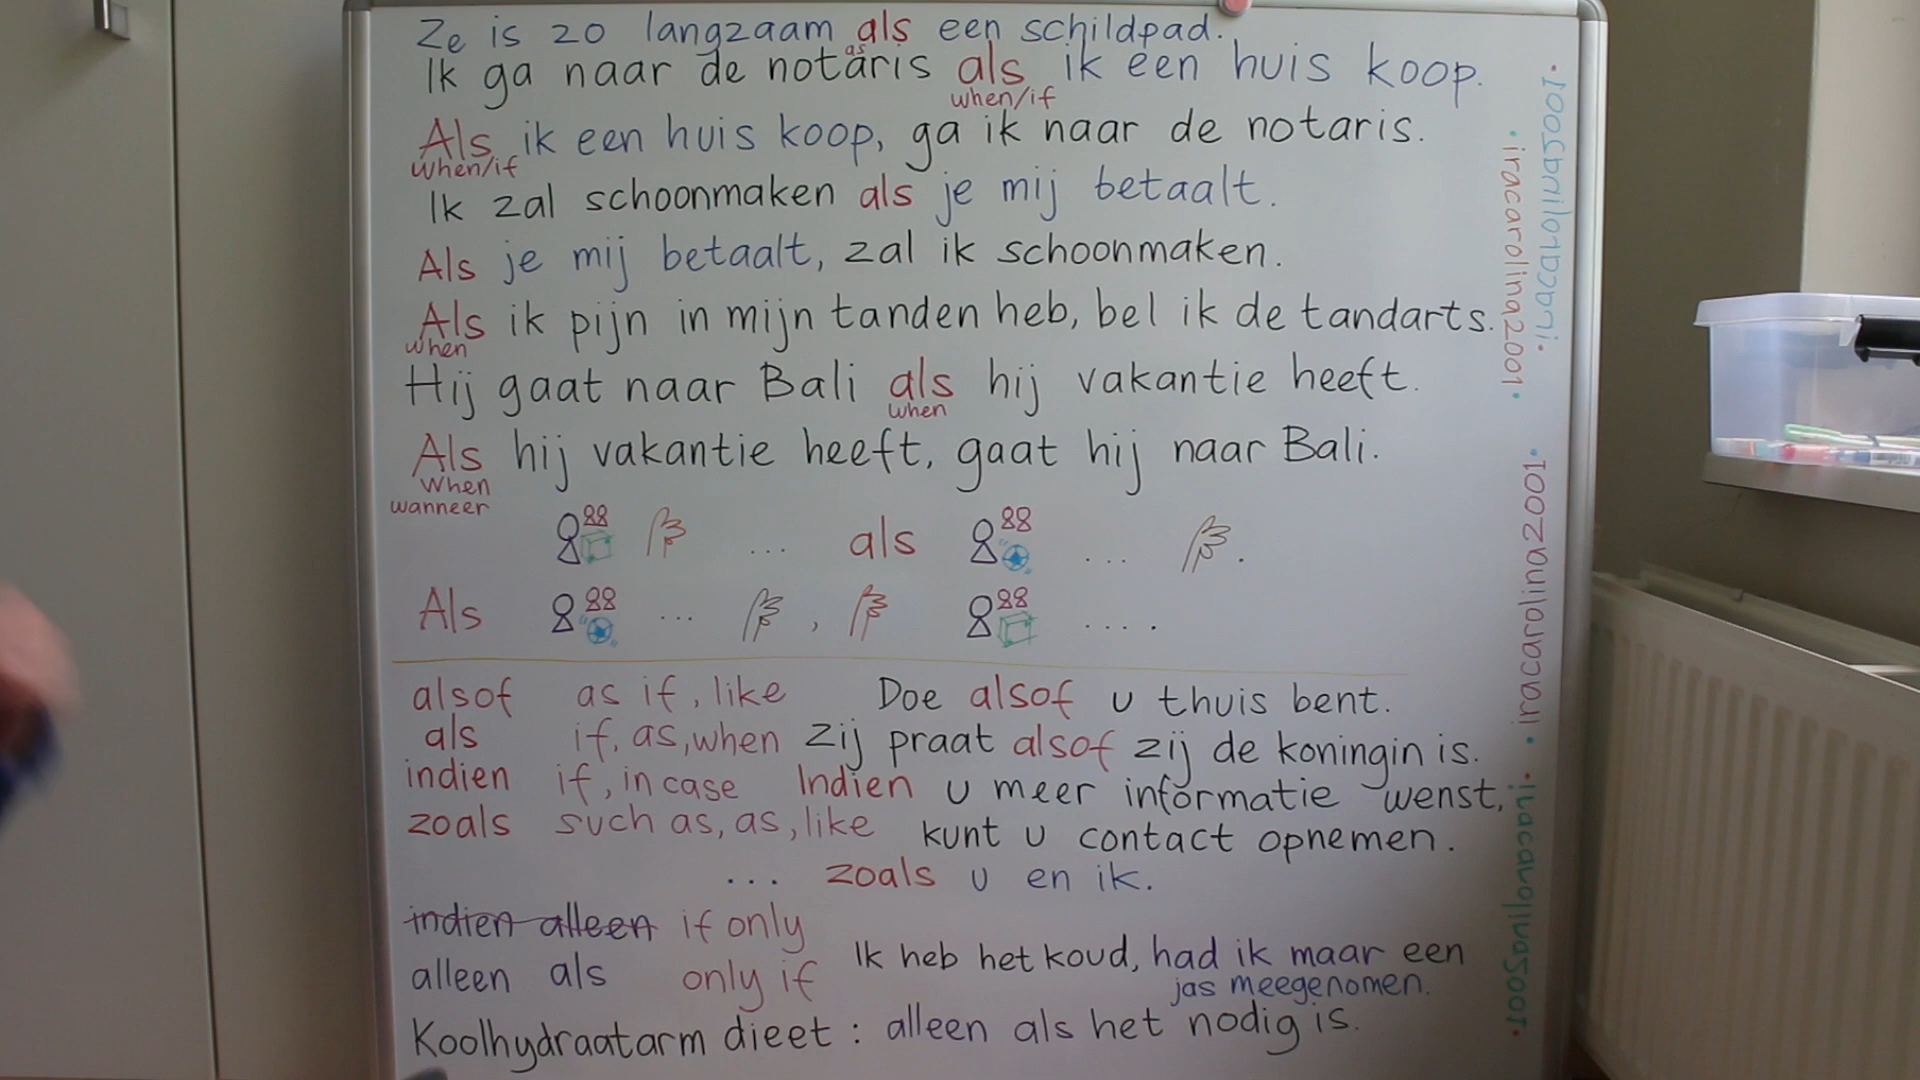 Ze is zo langzaam als een schildpad.
as
Ik ga naar de notaris als ik een huis koop.
when/if
Als ik een huis koop, ga ik naar de notaris.
when/if
Ik zal schoonmaken als je mij betaalt.
Als je mij betaalt, zal ik schoonmaken.
Als ik pijn in mijn tanden heb, bel ik de tandarts.
when
Hij gaat naar Bali als hij vakantie heeft.
when
Als hij vakantie heeft, gaat hij naar Bali.
When
wanneer
... als ... .
Als ... , ... .
alsof as if, like Doe alsof u thuis bent.
als if, as, when Zij praat alsof zij de koningin is.
indien if, in case Indien u meer informatie wenst,
zoals such as, as, like kunt u contact opnemen.
... zoals u en ik.
indien alleen if only
Ik heb het koud, had ik maar een
alleen als only if
jas meegenomen.
Koolhydraatarm dieet : alleen als het nodig is.
iracarolina2001
iracarolina2001
iracarolina2001
iracarolina2001